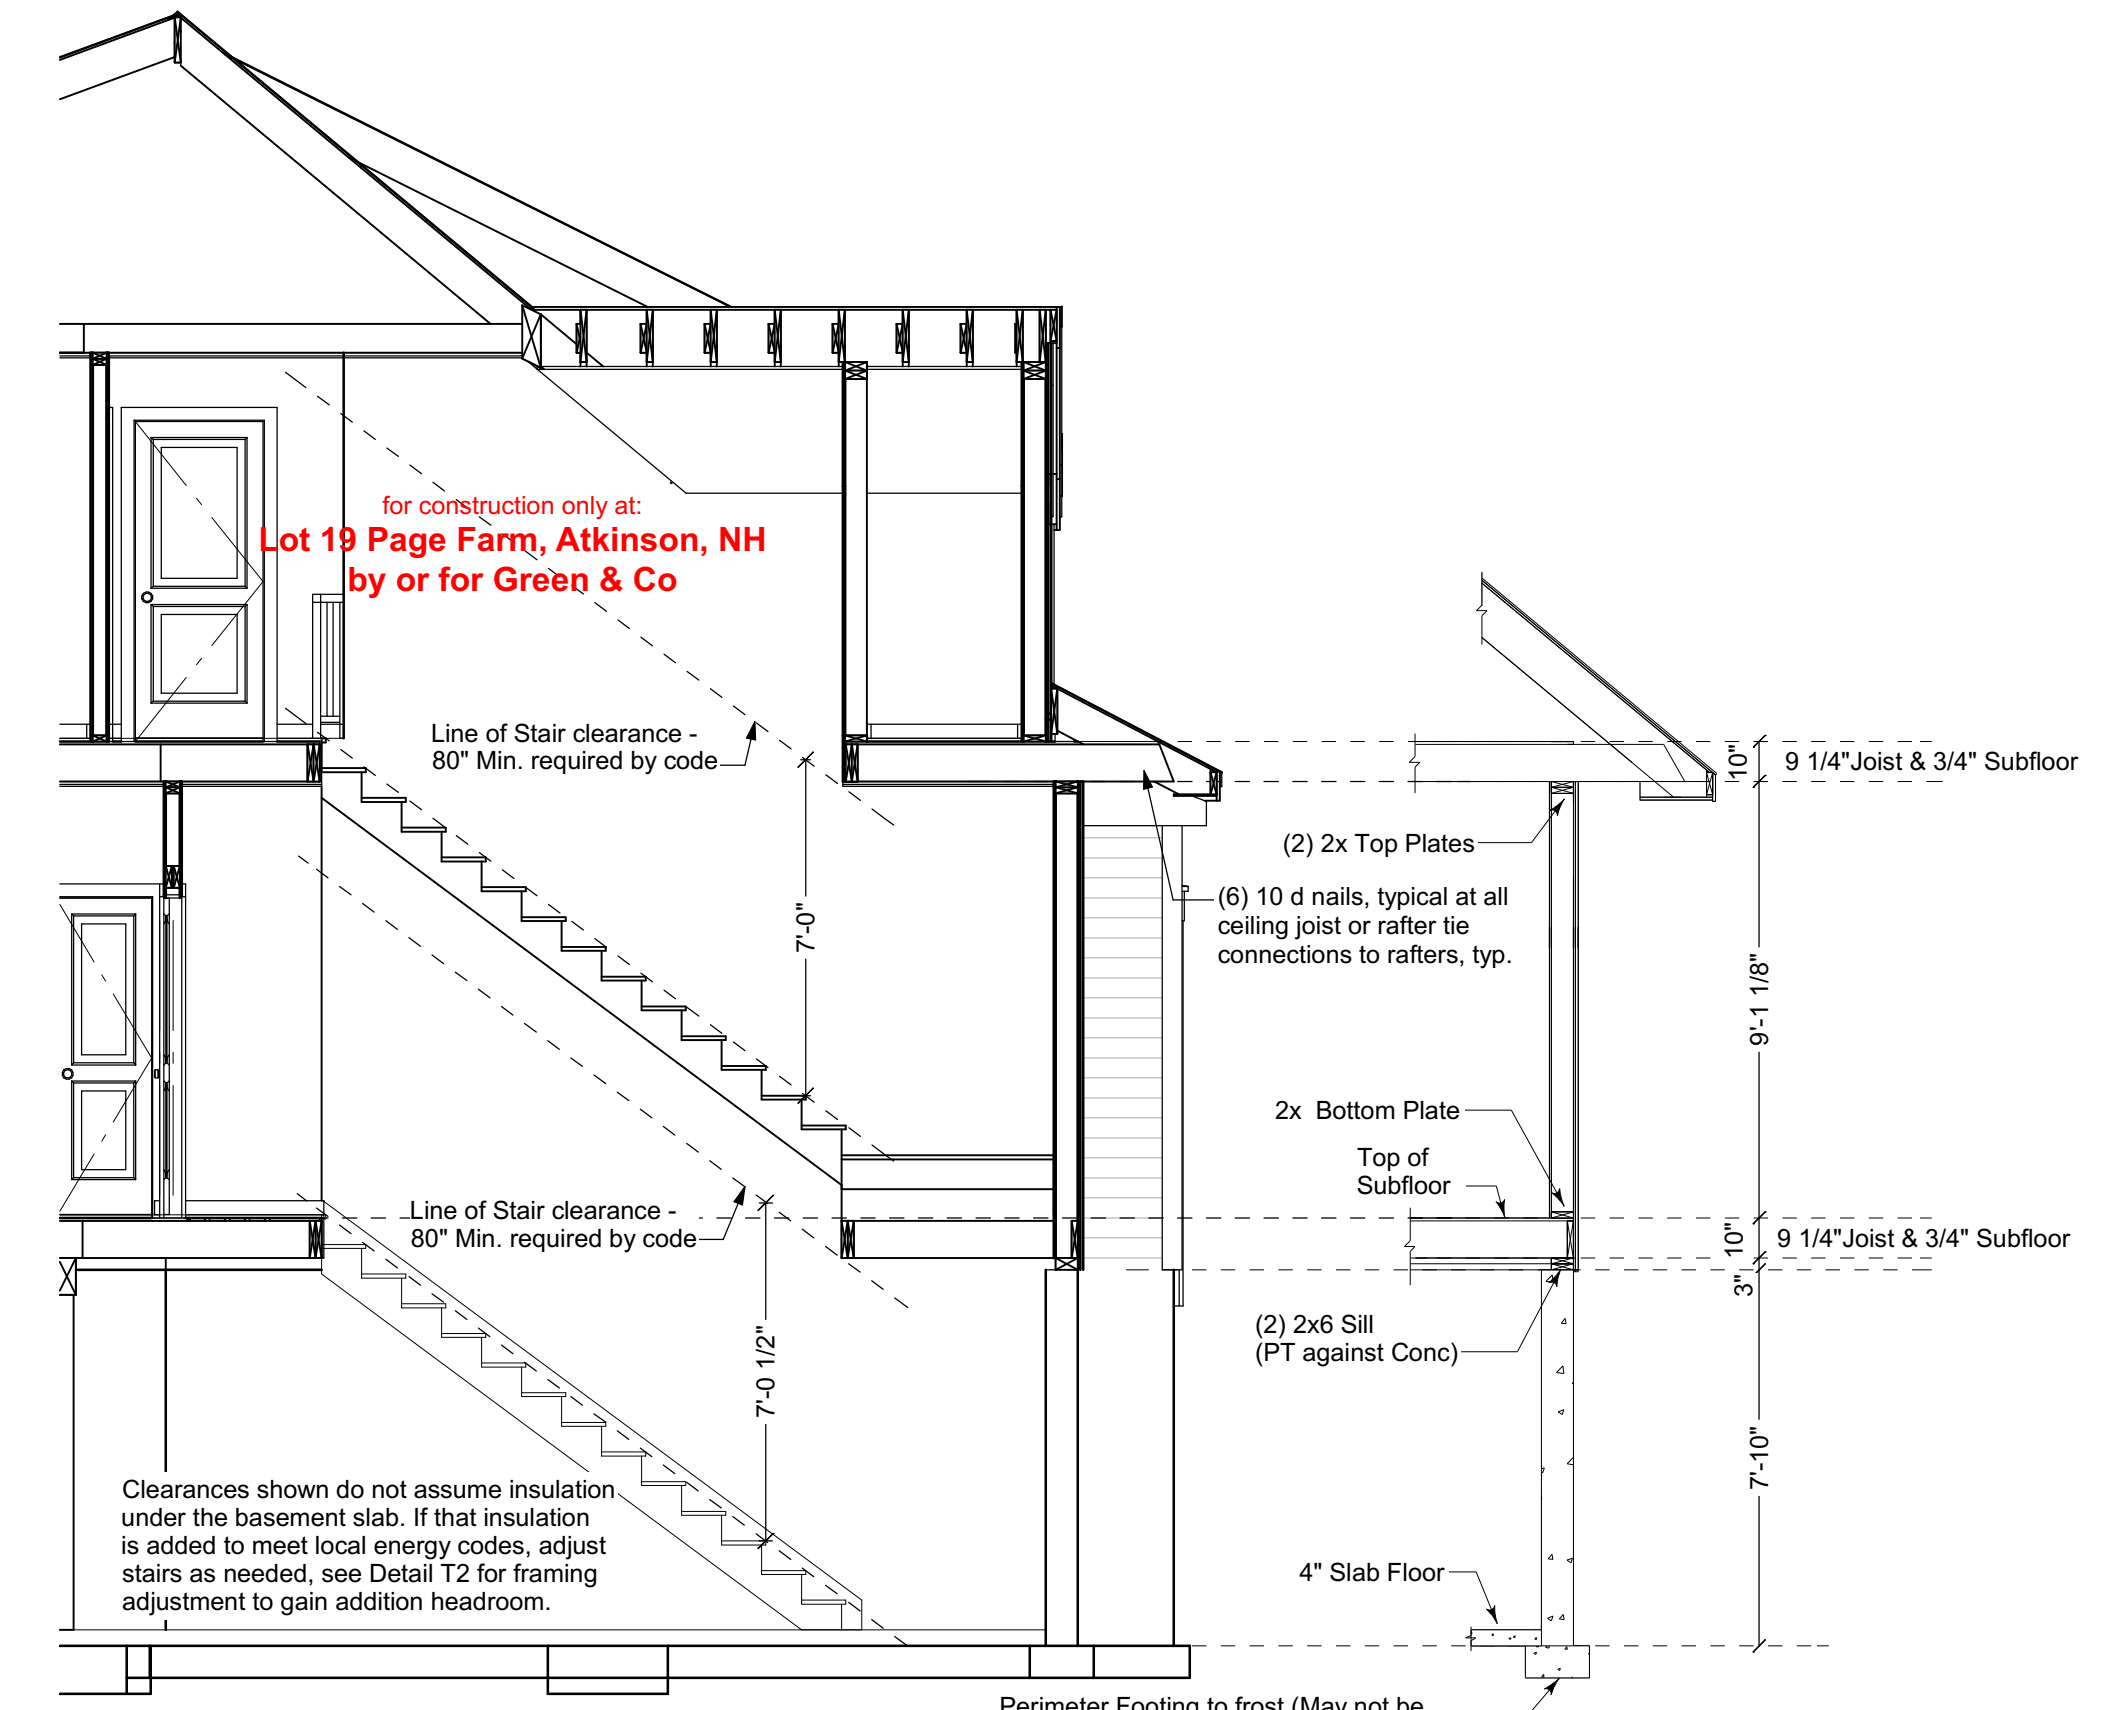 for construction only at:
Lot 19 Page Farm, Atkinson, NH
by or for Green & Co
Line of Stair clearance -
80" Min. required by code
7'-0"
10"
9 1/4"Joist & 3/4" Subfloor
(2) 2x Top Plates
(6) 10 d nails, typical at all
ceiling joist or rafter tie
connections to rafters, typ.
9'-1 1/8"
2x Bottom Plate
Top of
Subfloor
Line of Stair clearance -
80" Min. required by code
10"
9 1/4"Joist & 3/4" Subfloor
3"
(2) 2x6 Sill
(PT against Conc)
7'-0 1/2"
7'-10"
Clearances shown do not assume insulation
under the basement slab. If that insulation
is added to meet local energy codes, adjust
stairs as needed, see Detail T2 for framing
adjustment to gain addition headroom.
4" Slab Floor
Perimeter Footing to frost (May not be